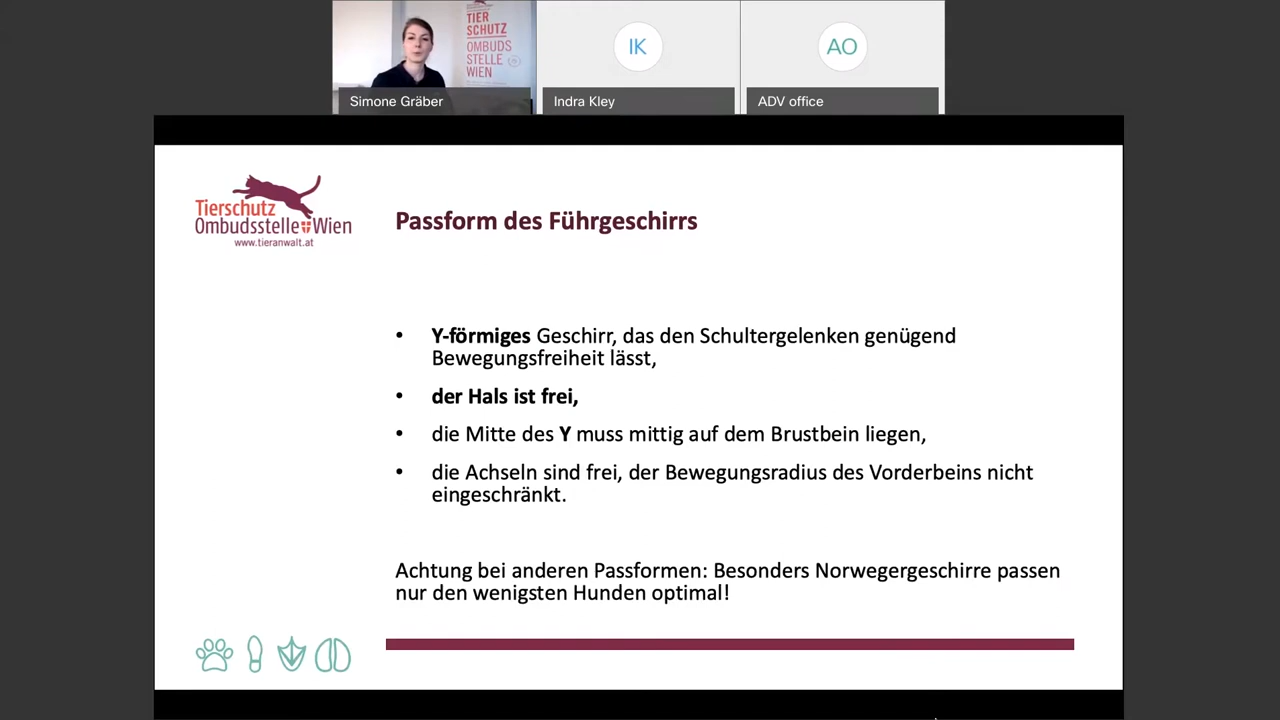 TIER
SCHUTZ
OMBUDS
STELLE
WIEN
IK
AO
Simone Gräber
Indra Kley
ADV office
Tierschutz
Ombudsstelle Wien
www.tieranwalt.at
Passform des Führgeschirrs
• Y-förmiges Geschirr, das den Schultergelenken genügend
Bewegungsfreiheit lässt,
• der Hals ist frei,
• die Mitte des Y muss mittig auf dem Brustbein liegen,
• die Achseln sind frei, der Bewegungsradius des Vorderbeins nicht
eingeschränkt.
Achtung bei anderen Passformen: Besonders Norwegergeschirre passen
nur den wenigsten Hunden optimal!